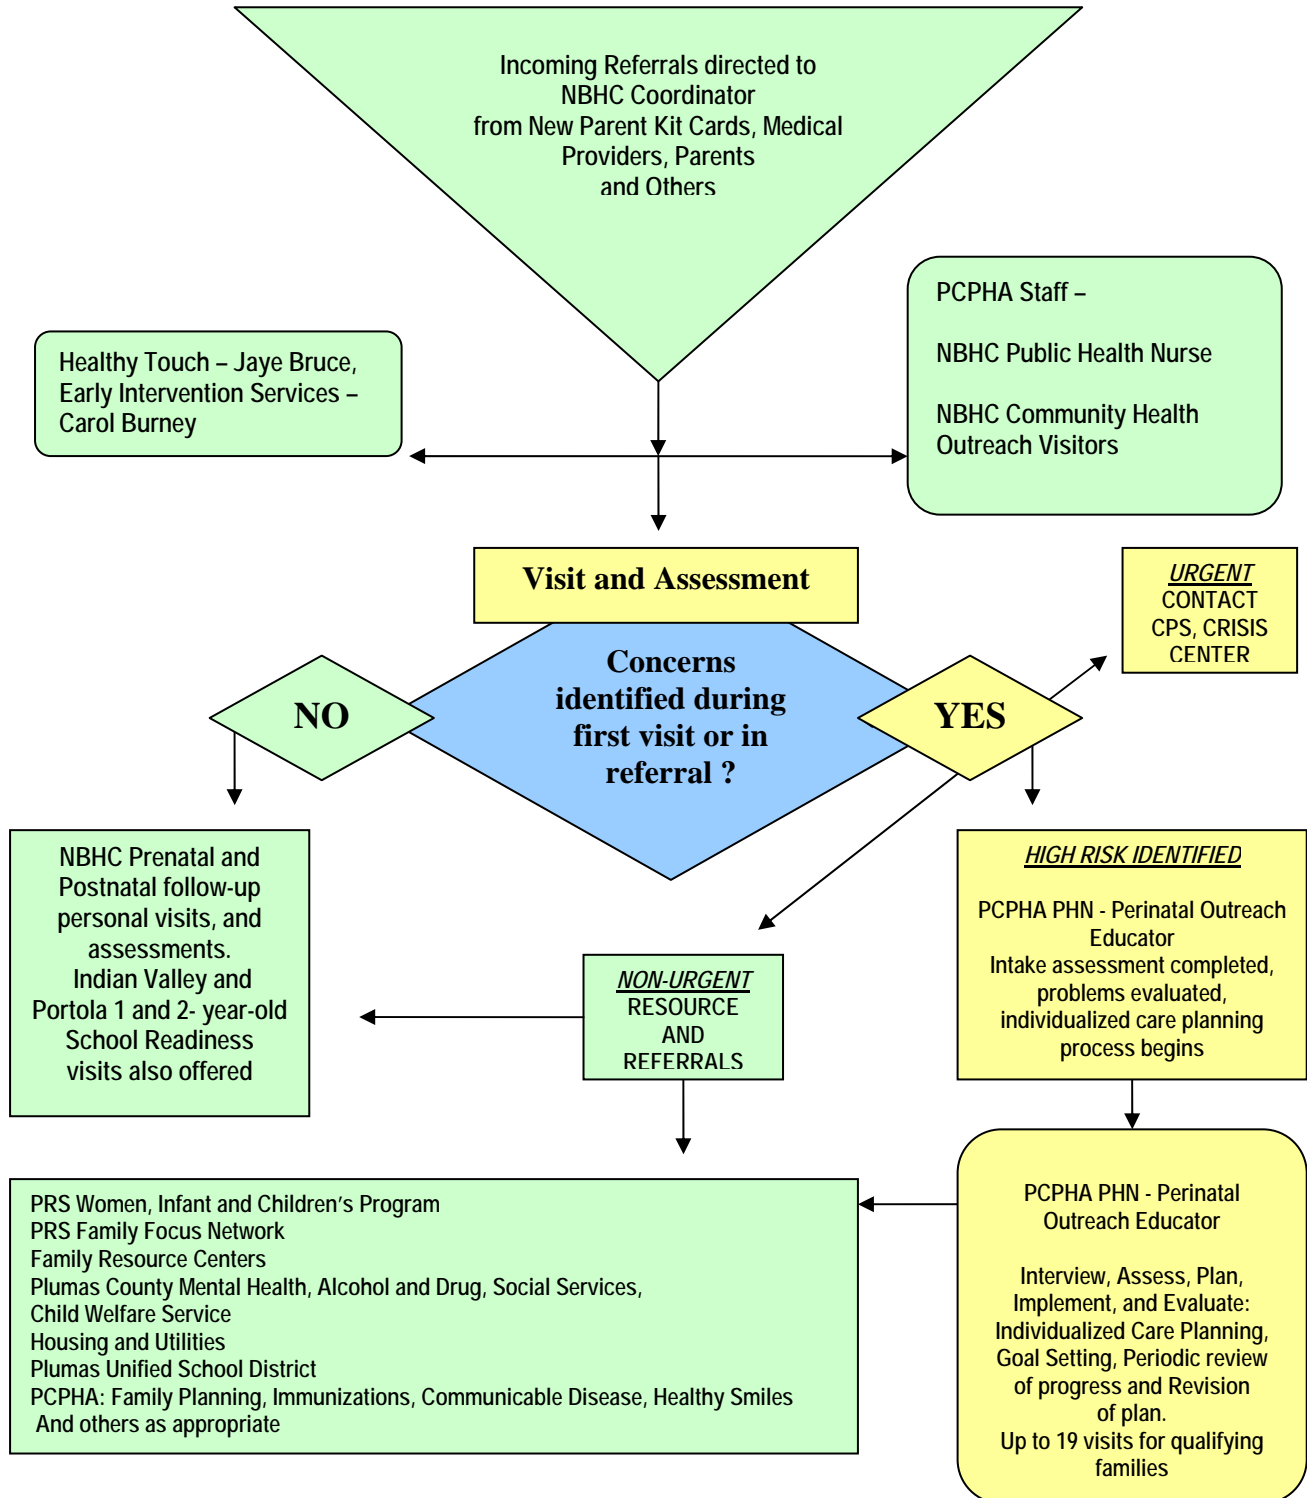 Incoming Referrals directed to
NBHC Coordinator
from New Parent Kit Cards, Medical
Providers, Parents
and Others
Healthy Touch – Jaye Bruce,
Early Intervention Services –
Carol Burney
PCPHA Staff –
NBHC Public Health Nurse
NBHC Community Health
Outreach Visitors
Visit and Assessment
URGENT
CONTACT
CPS, CRISIS
CENTER
Concerns
identified during
first visit or in
referral ?
NO
YES
NBHC Prenatal and
Postnatal follow-up
personal visits, and
assessments.
Indian Valley and
Portola 1 and 2- year-old
School Readiness
visits also offered
NON-URGENT
RESOURCE
AND
REFERRALS
HIGH RISK IDENTIFIED
PCPHA PHN - Perinatal Outreach
Educator
Intake assessment completed,
problems evaluated,
individualized care planning
process begins
PRS Women, Infant and Children’s Program
PRS Family Focus Network
Family Resource Centers
Plumas County Mental Health, Alcohol and Drug, Social Services,
Child Welfare Service
Housing and Utilities
Plumas Unified School District
PCPHA: Family Planning, Immunizations, Communicable Disease, Healthy Smiles
And others as appropriate
PCPHA PHN - Perinatal
Outreach Educator
Interview, Assess, Plan,
Implement, and Evaluate:
Individualized Care Planning,
Goal Setting, Periodic review
of progress and Revision
of plan.
Up to 19 visits for qualifying
families